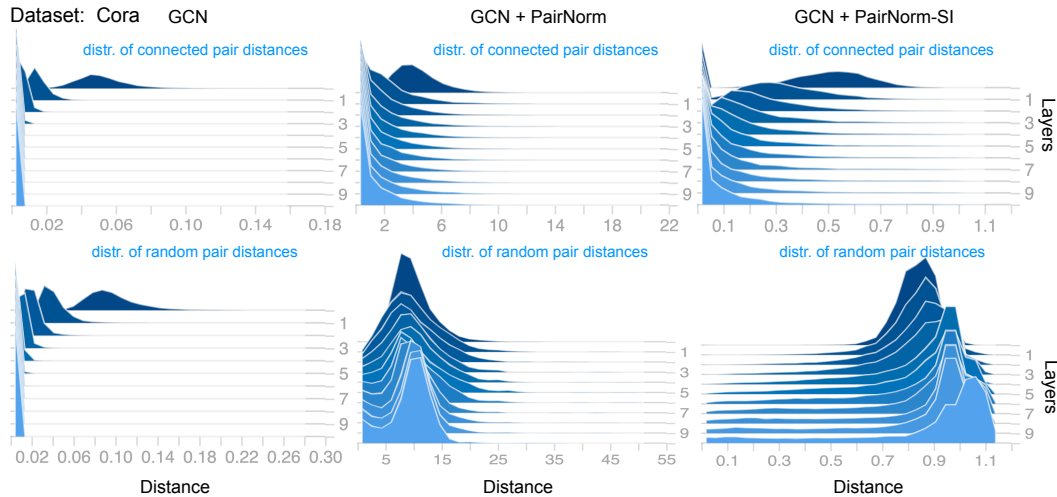 Dataset: Cora GCN GCN + PairNorm GCN + PairNorm-SI
distr. of connected pair distances distr. of connected pair distances distr. of connected pair distances
1 1 1
3 3 3
5 5 5
7 7 7
9 9 9
Layers
0.02 0.06 0.10 0.14 0.18 2 6 10 14 18 22 0.1 0.3 0.5 0.7 0.9 1.1
distr. of random pair distances distr. of random pair distances distr. of random pair distances
1 1 1
3 3 3
5 5 5
7 7 7
9 9 9
Layers
0.02 0.06 0.10 0.14 0.18 0.22 0.26 0.30 5 15 25 35 45 55 0.1 0.3 0.5 0.7 0.9 1.1
Distance Distance Distance